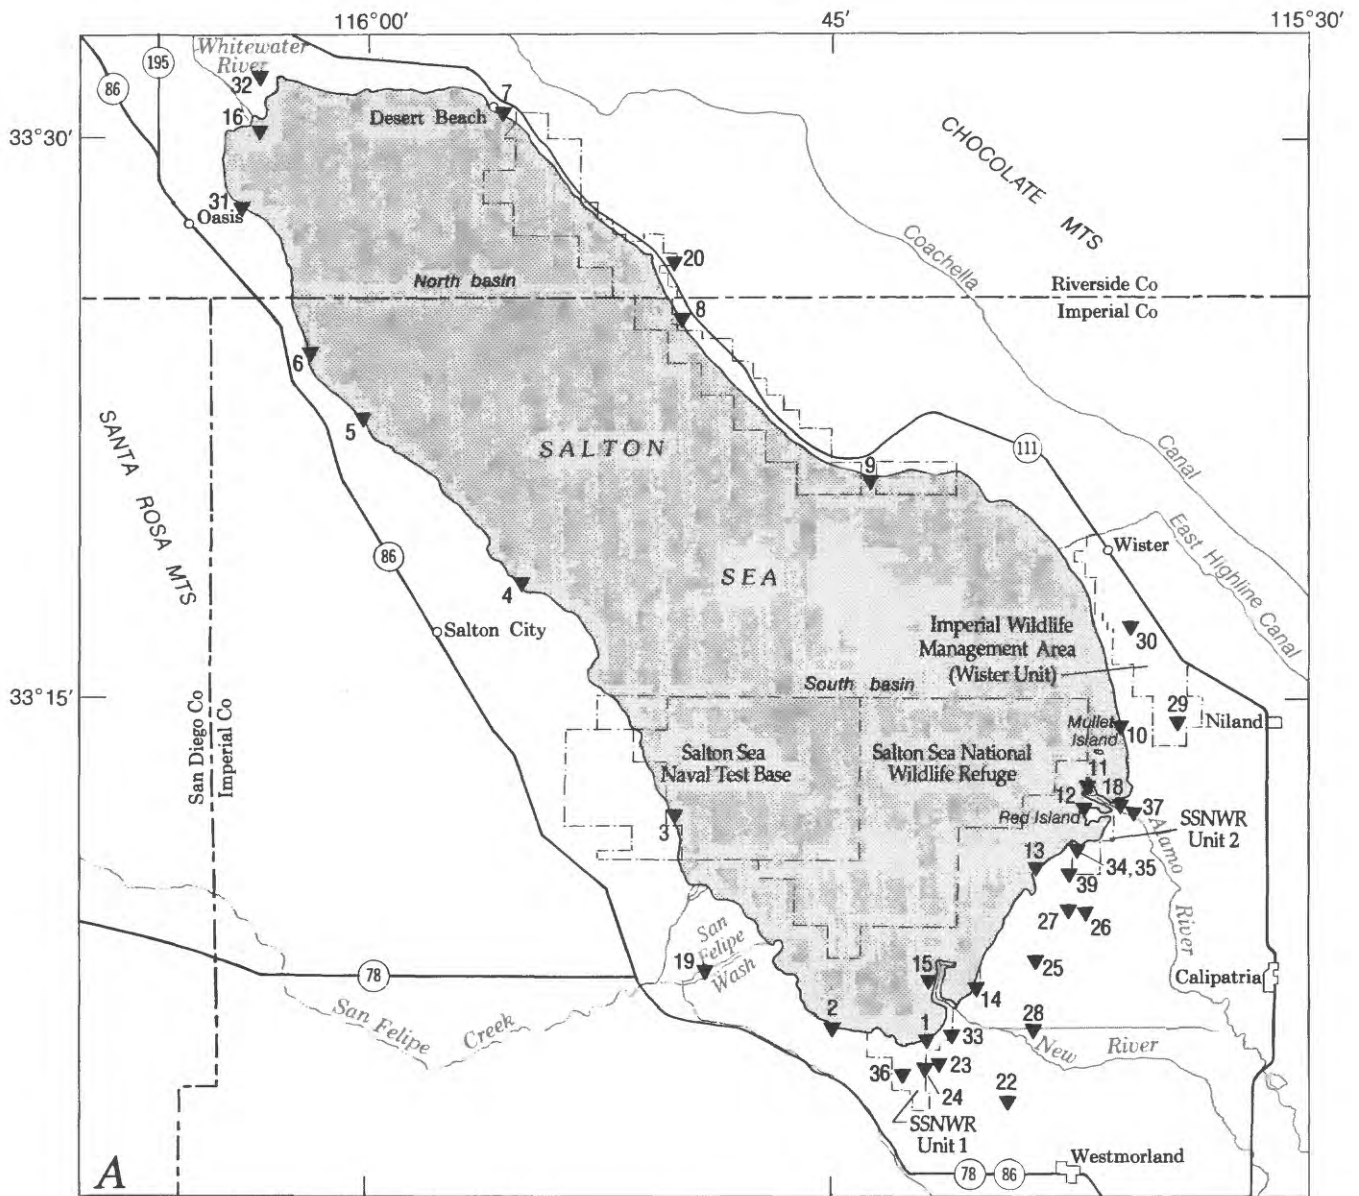 116°00′
45′
115°30′
Whitewater
River
195
86
32
7
16
Desert Beach
33°30′
CHOCOLATE MTS
31
Oasis
Coachella
20
North basin
Riverside Co
Imperial Co
8
6
SANTA ROSA MTS
5
SALTON
111
9
Canal
East Highline Canal
Wister
86
SEA
4
Salton City
Imperial Wildlife
Management Area
(Wister Unit)
30
South basin
33°15′
29
Niland
Mullet
Island
10
San Diego Co
Imperial Co
Salton Sea
Naval Test Base
Salton Sea National
Wildlife Refuge
11
18
12
37
Red Island
3
SSNWR
Unit 2
Alamo
River
13
34,35
39
27
26
San
Felipe
Wash
19
78
15
25
14
Calipatria
San Felipe
Creek
2
1
28
33
New River
36
23
24
22
SSNWR
Unit 1
Westmorland
A
78
86